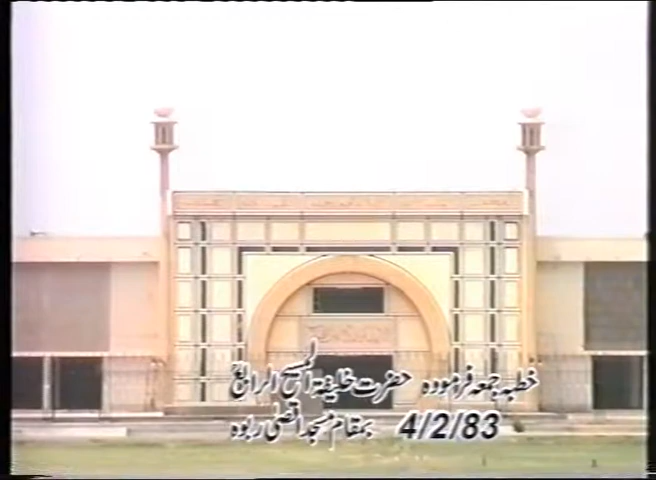 خطبہ جمعہ فرمودہ حضرت خلیفۃ المسیح الرابعؒ
4/2/83 بمقام مسجد اقصیٰ ربوہ